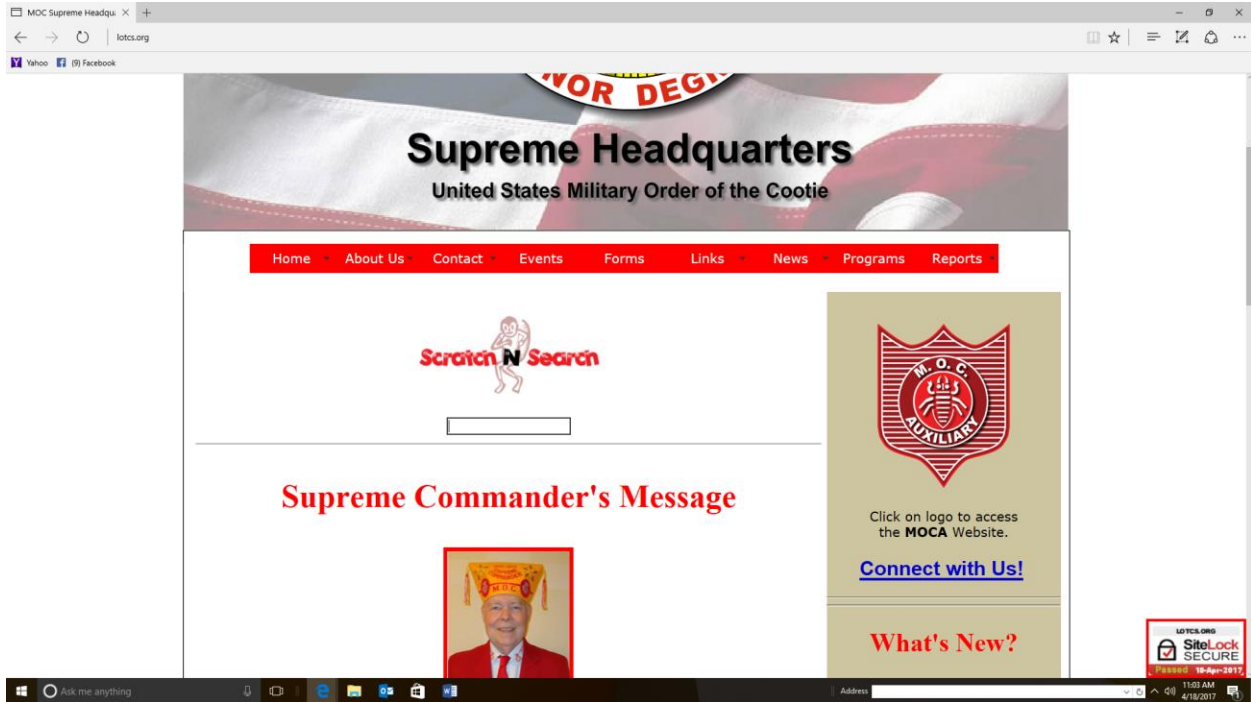 MOC Supreme Headqu
lotcs.org
Yahoo (9) Facebook
NOR DEG
Supreme Headquarters
United States Military Order of the Cootie
Home About Us Contact Events Forms Links News Programs Reports
Scratch N Search
M. O. C.
AUXILIARY
Supreme Commander's Message
Click on logo to access
the MOCA Website.
Connect with Us!
MOC
What's New?
LOTCS.ORG
SiteLock
SECURE
Passed 18-Apr-2017
Ask me anything
Address
11:03 AM
4/18/2017